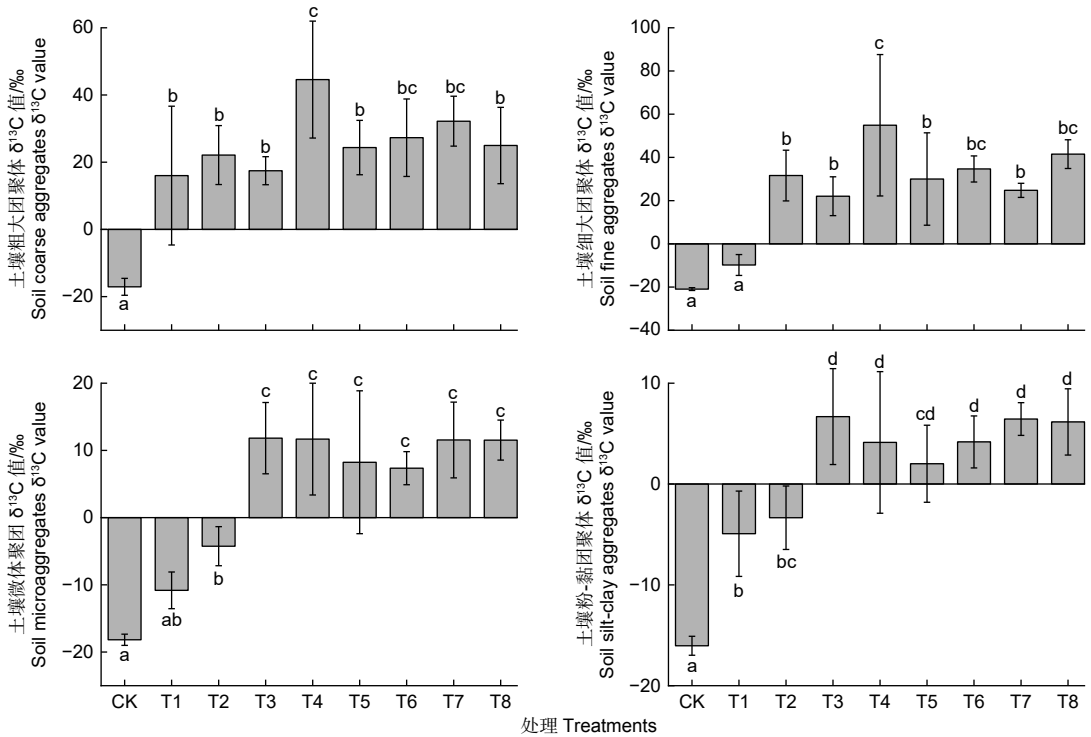 土壤粗大团聚体 δ¹³C 值/‰
Soil coarse aggregates δ¹³C value
60
40
20
0
−20
a
b
b
b
c
b
bc
bc
b
土壤细大团聚体 δ¹³C 值/‰
Soil fine aggregates δ¹³C value
100
80
60
40
20
0
−20
−40
a
a
b
b
c
b
bc
b
bc
土壤微体聚团 δ¹³C 值/‰
Soil microaggregates δ¹³C value
20
10
0
−10
−20
a
ab
b
c
c
c
c
c
c
CK T1 T2 T3 T4 T5 T6 T7 T8
土壤粉-黏团聚体 δ¹³C 值/‰
Soil silt-clay aggregates δ¹³C value
10
0
−10
−20
a
b
bc
d
d
cd
d
d
d
CK T1 T2 T3 T4 T5 T6 T7 T8
处理 Treatments